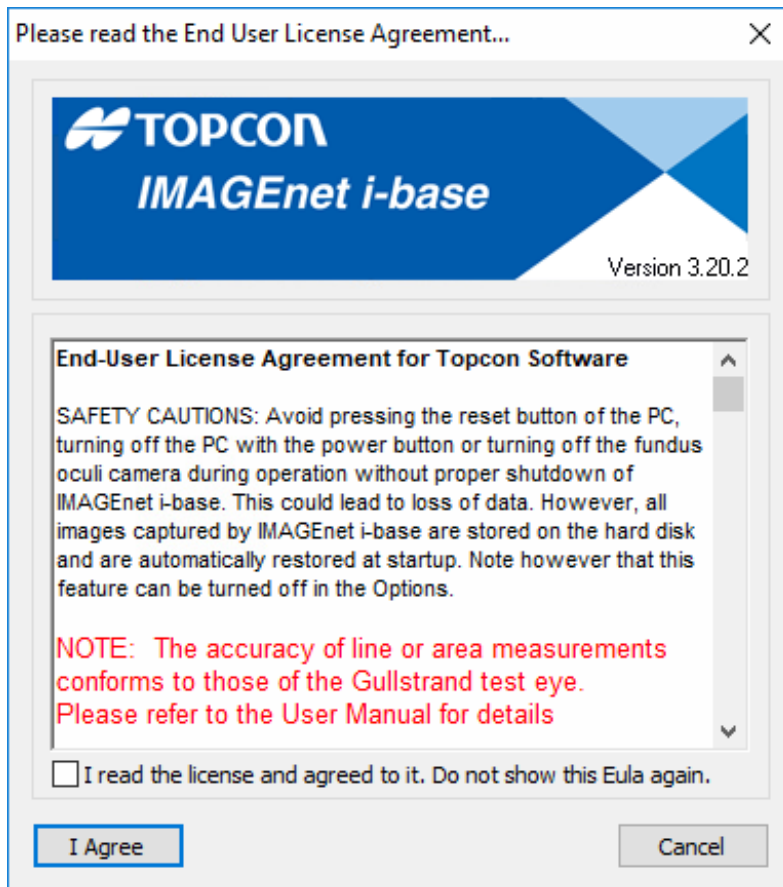 Please read the End User License Agreement...
TOPCON
IMAGEnet i-base
Version 3.20.2
End-User License Agreement for Topcon Software
SAFETY CAUTIONS: Avoid pressing the reset button of the PC,
turning off the PC with the power button or turning off the fundus
oculi camera during operation without proper shutdown of
IMAGEnet i-base. This could lead to loss of data. However, all
images captured by IMAGEnet i-base are stored on the hard disk
and are automatically restored at startup. Note however that this
feature can be turned off in the Options.
NOTE: The accuracy of line or area measurements
conforms to those of the Gullstrand test eye.
Please refer to the User Manual for details
I read the license and agreed to it. Do not show this Eula again.
I Agree
Cancel